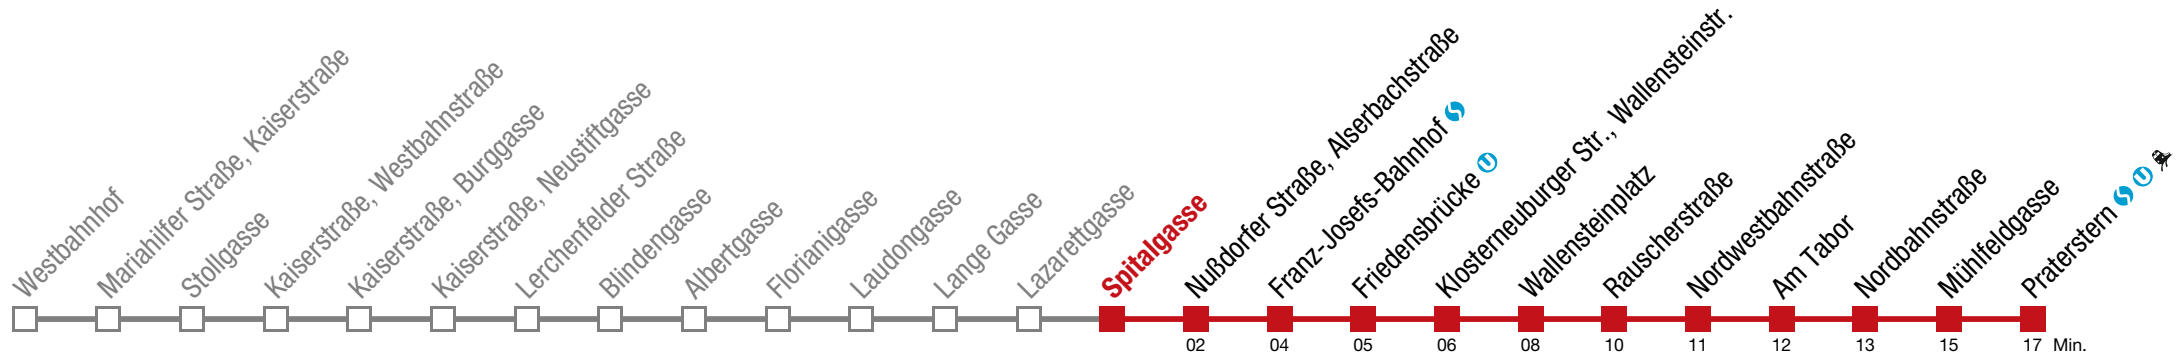 Westbahnhof
Mariahilfer Straße, Kaiserstraße
Stollgasse
Kaiserstraße, Westbahnstraße
Kaiserstraße, Burggasse
Kaiserstraße, Neustiftgasse
Lerchenfelder Straße
Blindengasse
Albertgasse
Florianigasse
Laudongasse
Lange Gasse
Lazarettgasse
Spitalgasse
Nußdorfer Straße, Alserbachstraße
Franz-Josefs-Bahnhof S
Friedensbrücke U
Klosterneuburger Str., Wallensteinstr.
Wallensteinplatz
Rauscherstraße
Nordwestbahnstraße
Am Tabor
Nordbahnstraße
Mühlfeldgasse
Praterstern S U
02 04 05 06 08 10 11 12 13 15 17 Min.